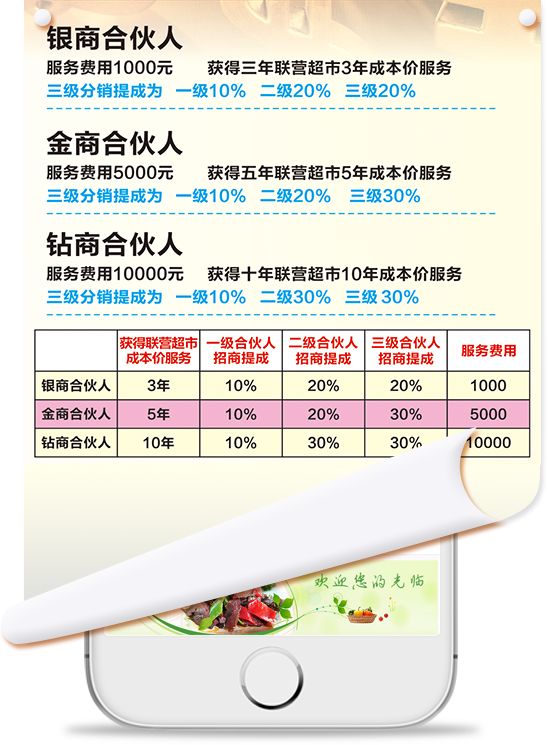 银商合伙人
服务费用1000元 获得三年联营超市3年成本价服务
三级分销提成为 一级10% 二级20% 三级20%
金商合伙人
服务费用5000元 获得五年联营超市5年成本价服务
三级分销提成为 一级10% 二级20% 三级30%
钻商合伙人
服务费用10000元 获得十年联营超市10年成本价服务
三级分销提成为 一级10% 二级30% 三级30%
获得联营超市 一级合伙人 二级合伙人 三级合伙人 服务费用
成本价服务 招商提成 招商提成 招商提成
银商合伙人 3年 10% 20% 20% 1000
金商合伙人 5年 10% 20% 30% 5000
钻商合伙人 10年 10% 30% 30% 10000
欢迎您的光临